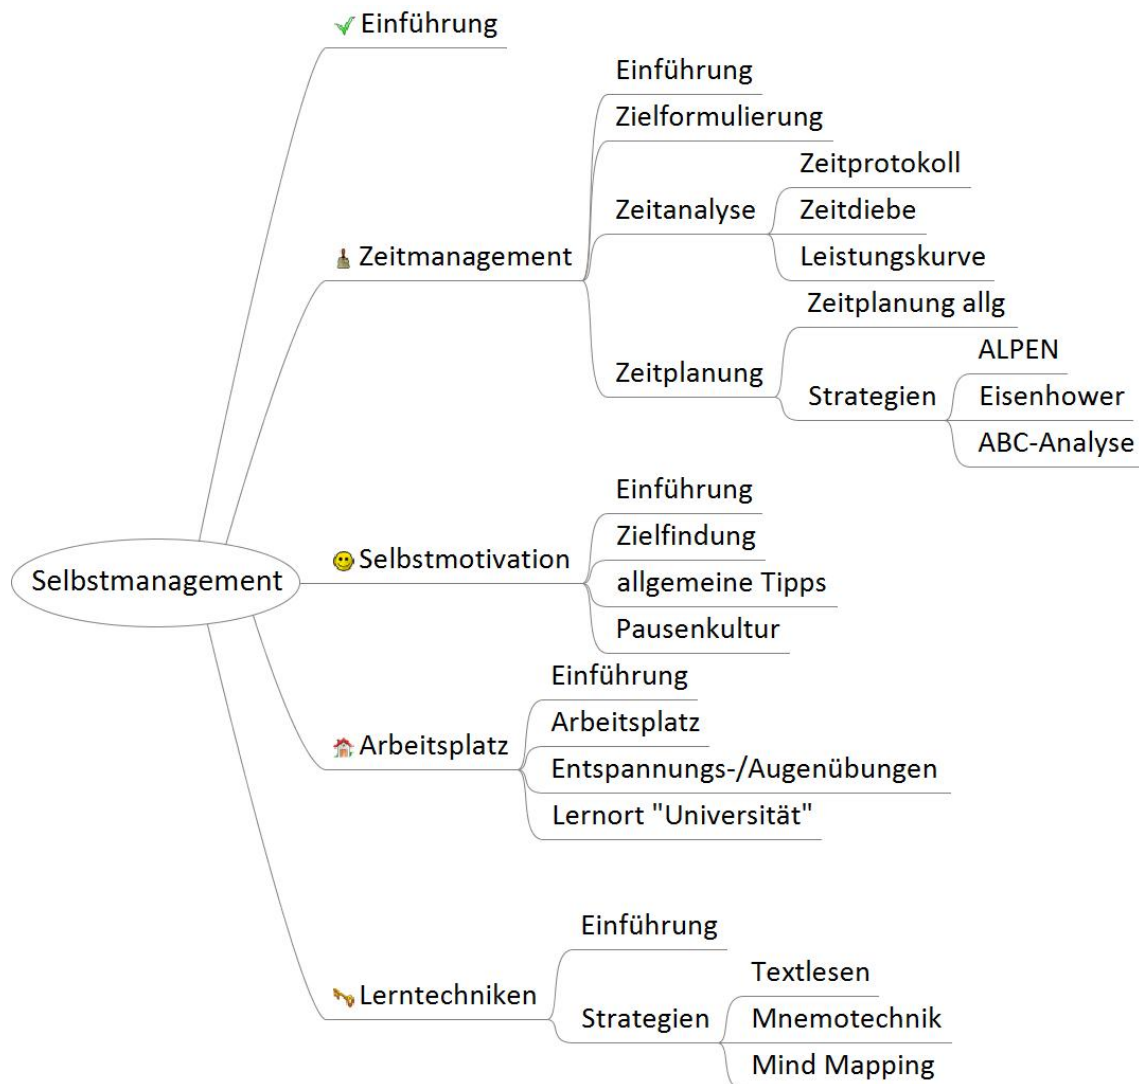 Einführung
Einführung
Zielformulierung
Zeitprotokoll
Zeitanalyse
Zeitdiebe
Leistungskurve
Zeitmanagement
Zeitplanung allg
Zeitplanung
ALPEN
Strategien
Eisenhower
ABC-Analyse
Einführung
Zielfindung
Selbstmotivation
allgemeine Tipps
Pausenkultur
Selbstmanagement
Einführung
Arbeitsplatz
Arbeitsplatz
Entspannungs-/Augenübungen
Lernort "Universität"
Einführung
Lerntechniken
Textlesen
Strategien
Mnemotechnik
Mind Mapping